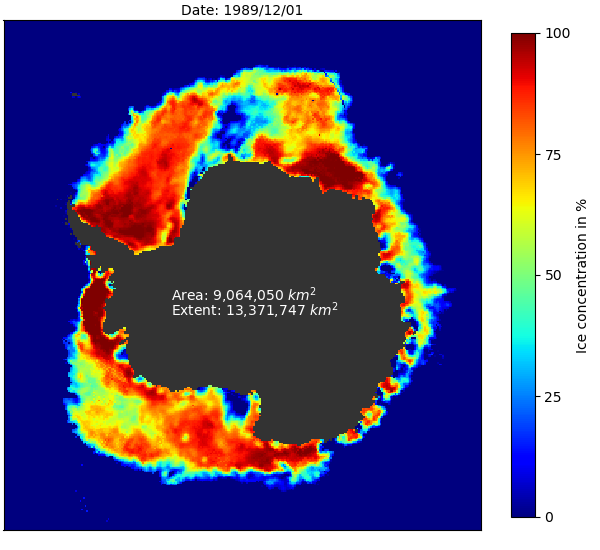 Date: 1989/12/01
Area: 9,064,050 km²
Extent: 13,371,747 km²
100
75
50
25
0
Ice concentration in %